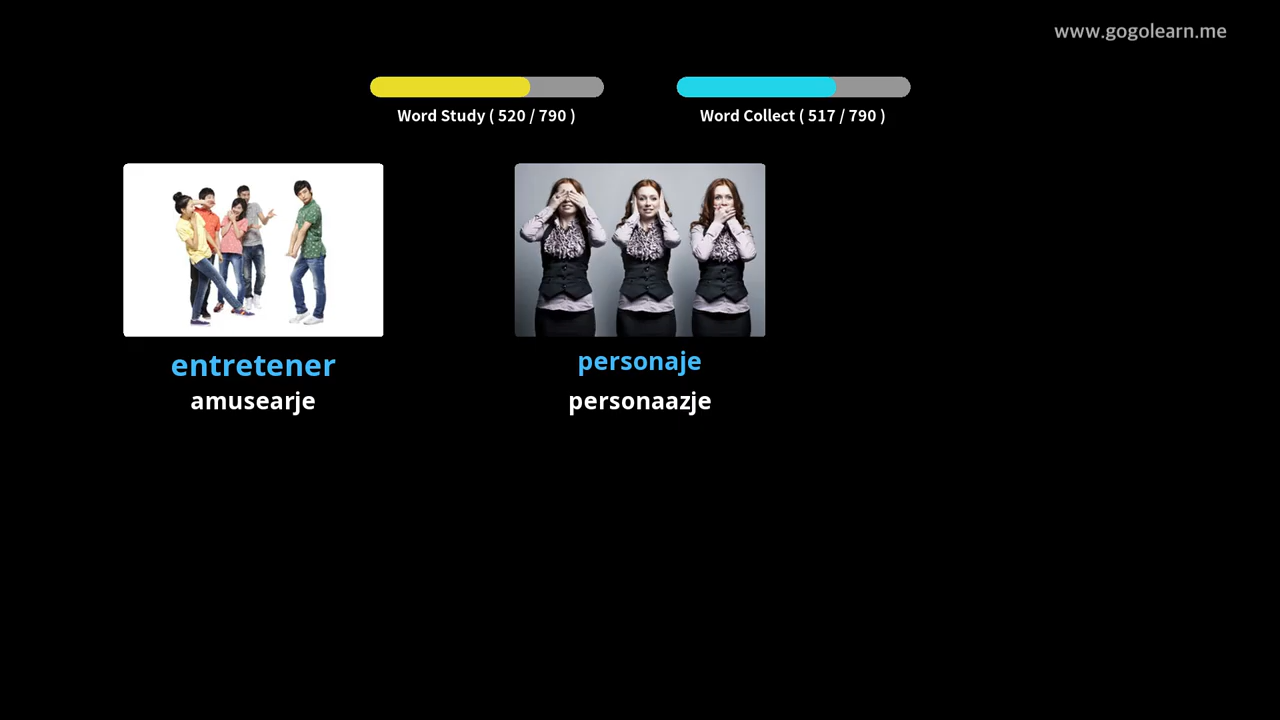 www.gogolearn.me
Word Study ( 520 / 790 )
Word Collect ( 517 / 790 )
entretener
personaje
amusearje
personaazje